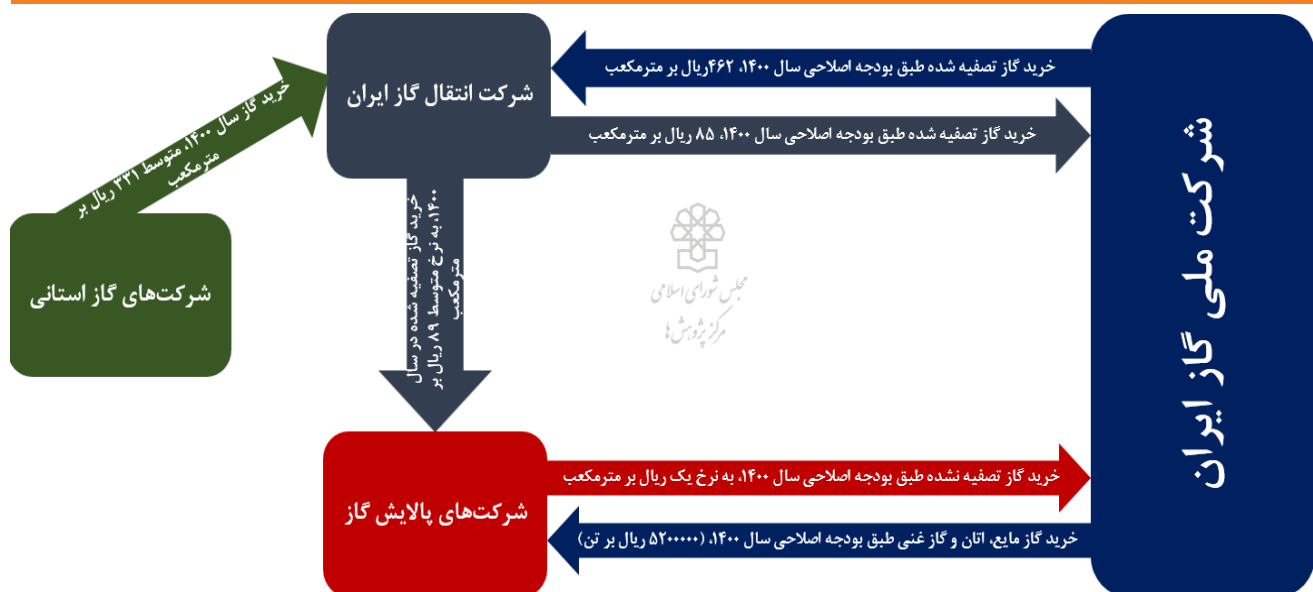 شرکت ملی گاز ایران
خرید گاز تصفیه شده طبق بودجه اصلاحی سال ۱۴۰۰، ۴۶۲ریال بر مترمکعب
شرکت انتقال گاز ایران
خرید گاز تصفیه شده طبق بودجه اصلاحی سال ۱۴۰۰، ۸۵ ریال بر مترمکعب
خرید گاز سال ۱۴۰۰، متوسط ۳۳۱ ریال بر
مترمکعب
شرکت‌های گاز استانی
خرید گاز تصفیه شده در سال
۱۴۰۰، به نرخ متوسط ۸۹ ریال بر
مترمکعب
مجلس شورای اسلامی
مرکز پژوهش‌ها
شرکت‌های پالایش گاز
خرید گاز تصفیه نشده طبق بودجه اصلاحی سال ۱۴۰۰، به نرخ یک ریال بر مترمکعب
خرید گاز مایع، اتان و گاز غنی طبق بودجه اصلاحی سال ۱۴۰۰، (۵۲۰۰۰۰۰ ریال بر تن)